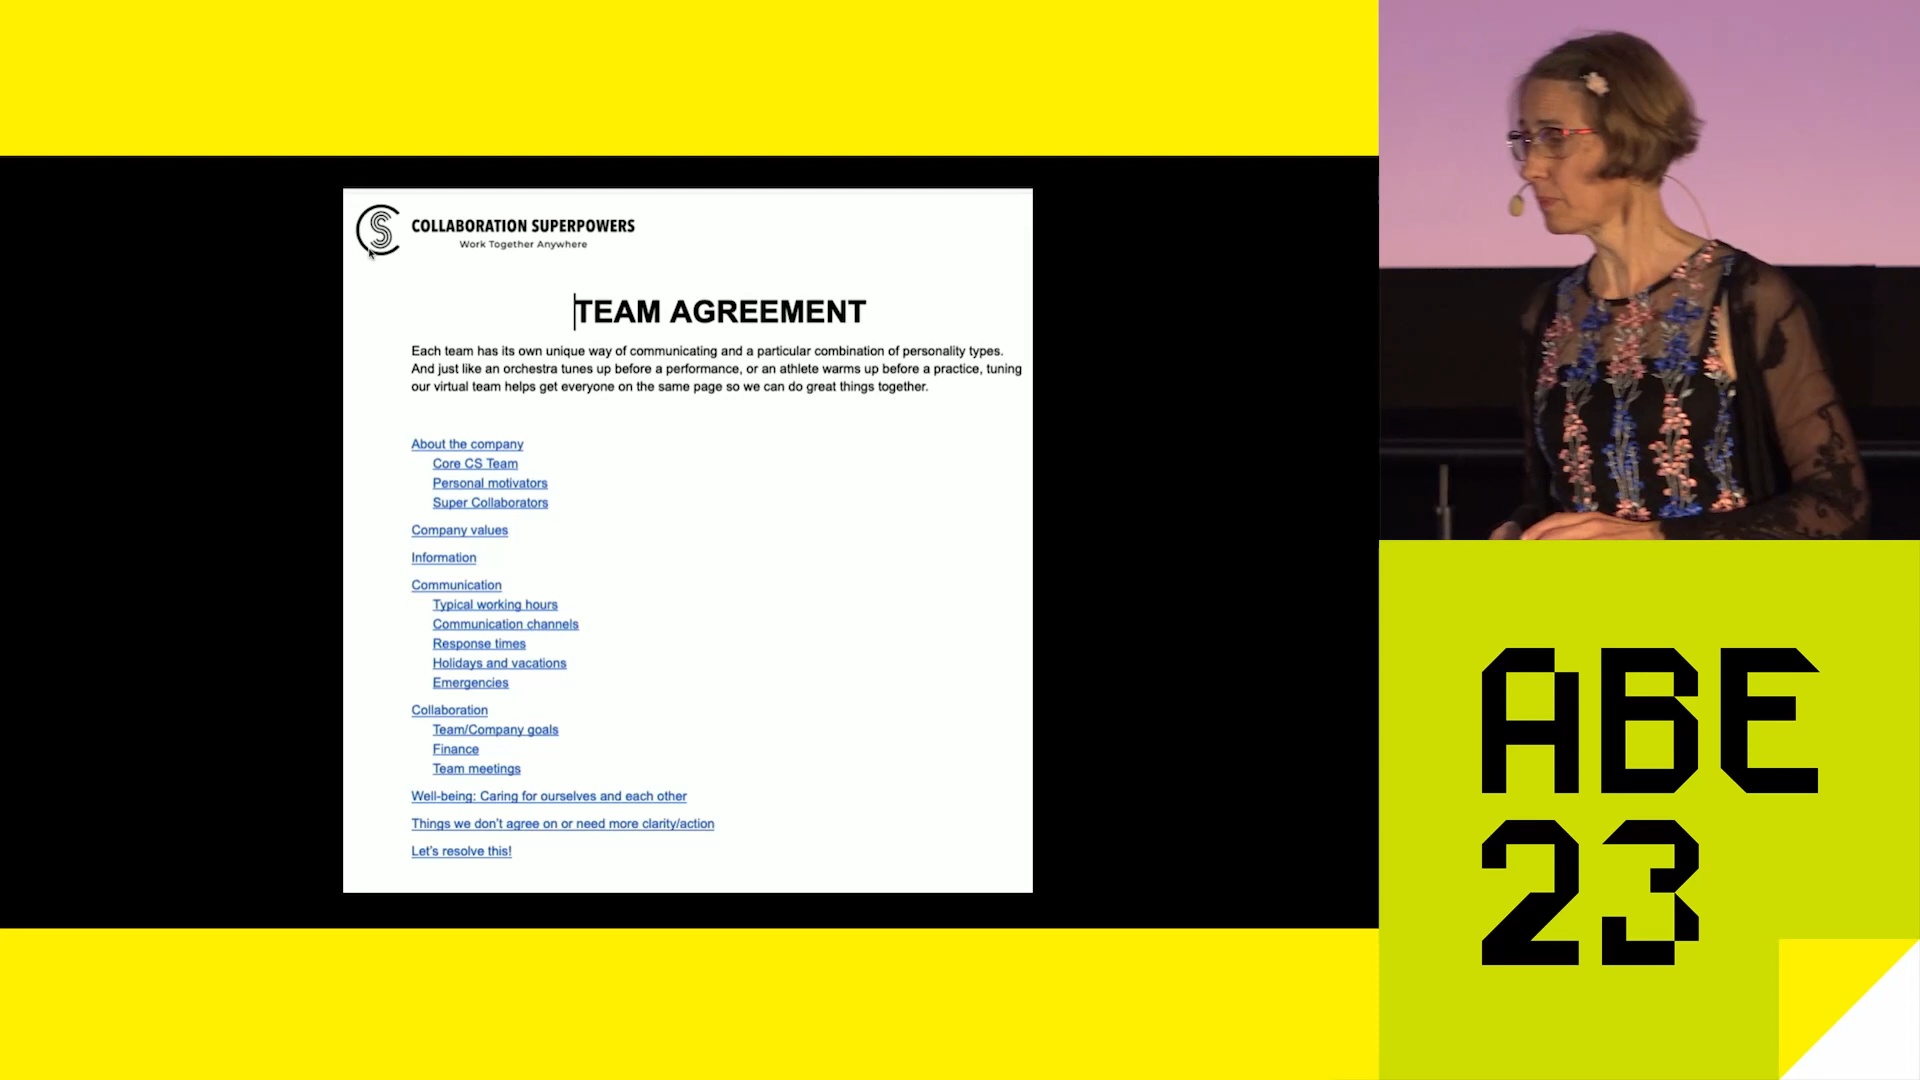 COLLABORATION SUPERPOWERS
Work Together Anywhere
TEAM AGREEMENT
Each team has its own unique way of communicating and a particular combination of personality types.
And just like an orchestra tunes up before a performance, or an athlete warms up before a practice, tuning
our virtual team helps get everyone on the same page so we can do great things together.
About the company
Core CS Team
Personal motivators
Super Collaborators
Company values
Information
Communication
Typical working hours
Communication channels
Response times
Holidays and vacations
Emergencies
Collaboration
Team/Company goals
Finance
Team meetings
Well-being: Caring for ourselves and each other
Things we don't agree on or need more clarity/action
Let's resolve this!
ABE
23